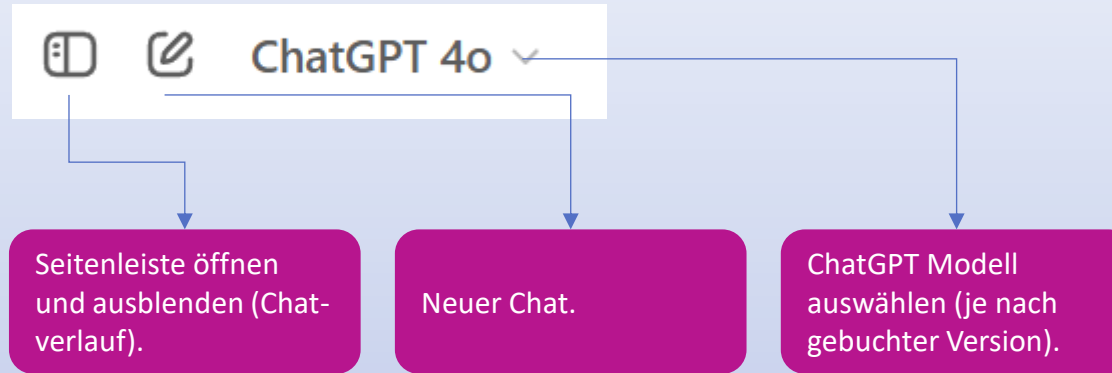 ChatGPT 4o
Seitenleiste öffnen
und ausblenden (Chat-
verlauf).
Neuer Chat.
ChatGPT Modell
auswählen (je nach
gebuchter Version).